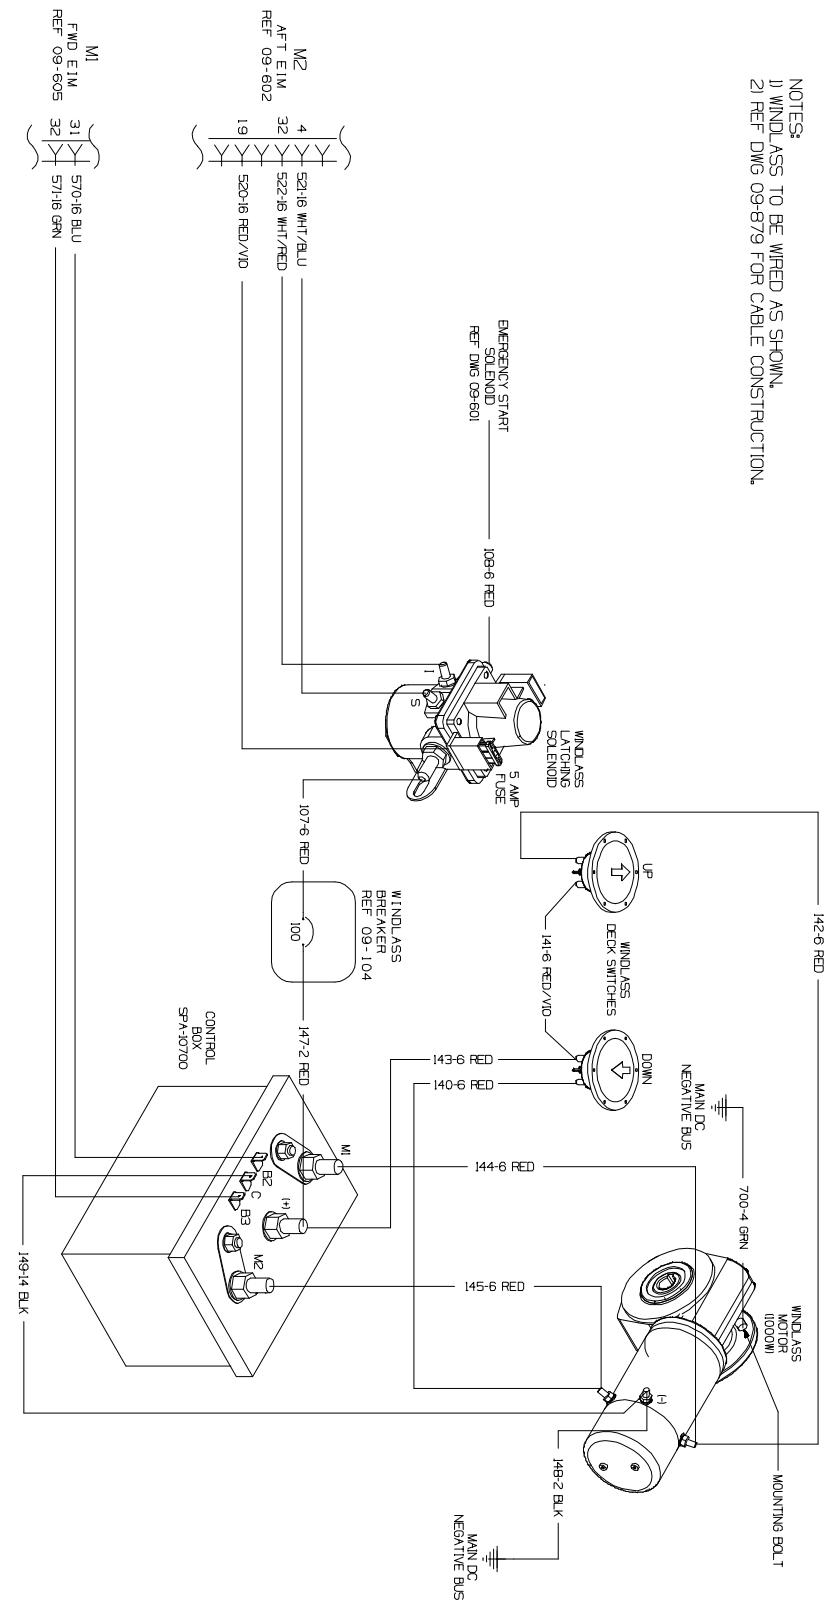 NOTES:
1) WINDLASS TO BE WIRED AS SHOWN.
2) REF DWG 09-879 FOR CABLE CONSTRUCTION.
M2
AFT EIM
REF 09-602
4
32
19
521-16 WHT/BLU
522-16 WHT/RED
520-16 RED/VIO
M1
FWD EIM
REF 09-605
31
32
570-16 BLU
571-16 GRN
EMERGENCY START
SOLENOID
REF DWG 09-601
108-6 RED
I
S
WINDLASS
LATCHING
SOLENOID
5 AMP
FUSE
107-6 RED
WINDLASS
BREAKER
REF 09-104
100
147-2 RED
UP
WINDLASS
DECK SWITCHES
141-6 RED/VIO
DOWN
142-6 RED
143-6 RED
140-6 RED
CONTROL
BOX
SPA-10700
M1
B2
C
B3
(+)
M2
144-6 RED
145-6 RED
149-14 BLK
MAIN DC
NEGATIVE BUS
700-4 GRN
WINDLASS
MOTOR
(1000W)
(-)
MOUNTING BOLT
148-2 BLK
MAIN DC
NEGATIVE BUS